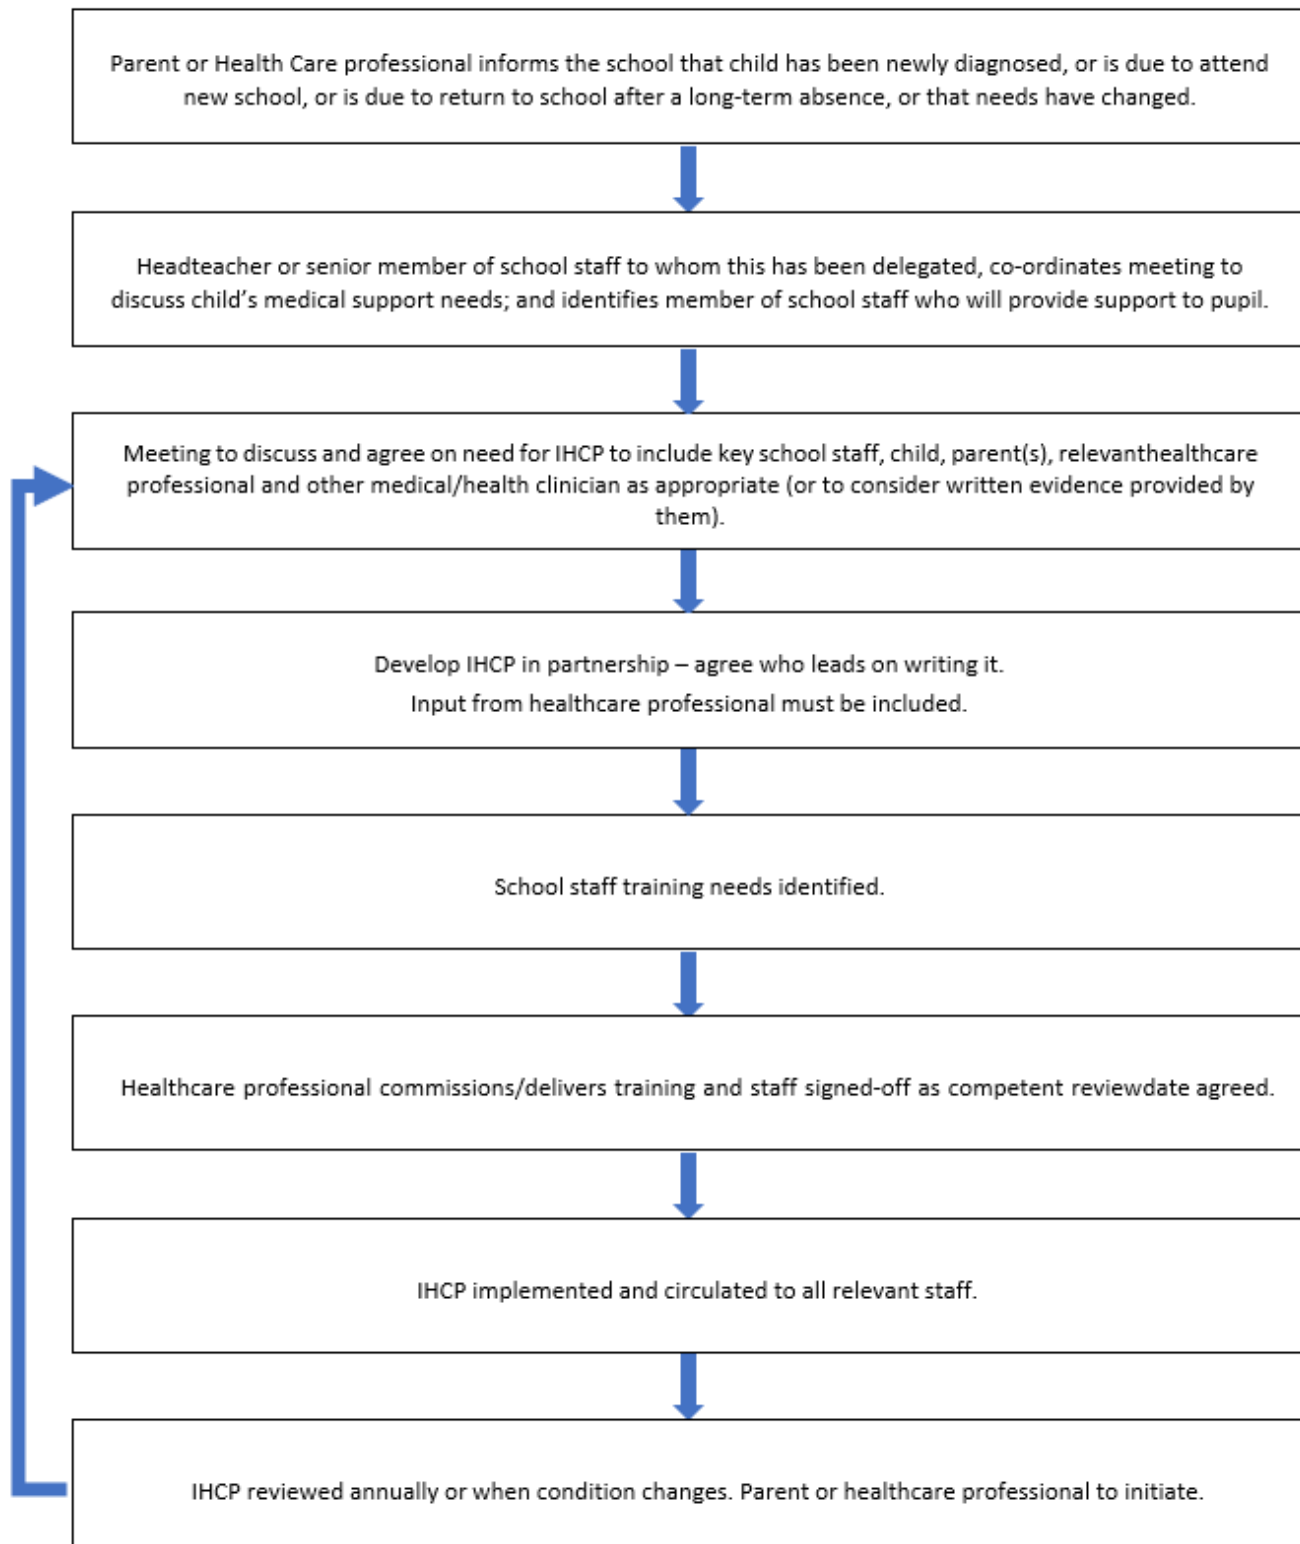 Parent or Health Care professional informs the school that child has been newly diagnosed, or is due to attend
new school, or is due to return to school after a long-term absence, or that needs have changed.
Headteacher or senior member of school staff to whom this has been delegated, co-ordinates meeting to
discuss child’s medical support needs; and identifies member of school staff who will provide support to pupil.
Meeting to discuss and agree on need for IHCP to include key school staff, child, parent(s), relevanthealthcare
professional and other medical/health clinician as appropriate (or to consider written evidence provided by
them).
Develop IHCP in partnership – agree who leads on writing it.
Input from healthcare professional must be included.
School staff training needs identified.
Healthcare professional commissions/delivers training and staff signed-off as competent reviewdate agreed.
IHCP implemented and circulated to all relevant staff.
IHCP reviewed annually or when condition changes. Parent or healthcare professional to initiate.